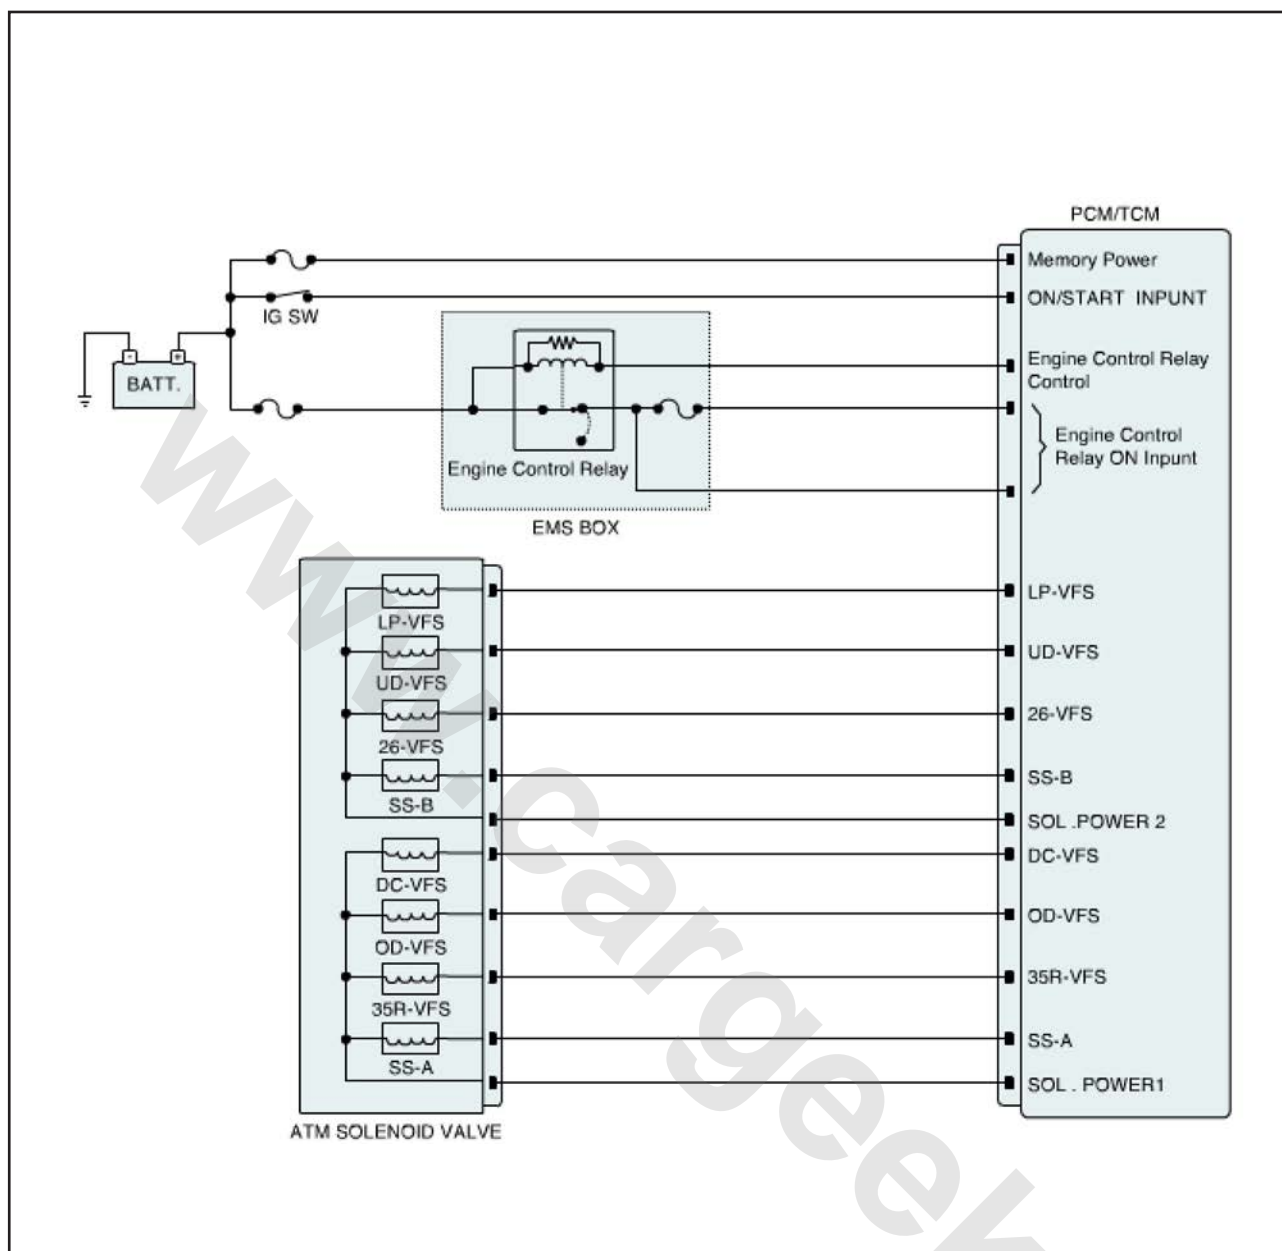 PCM/TCM
Memory Power
ON/START INPUNT
IG SW
- +
BATT.
Engine Control Relay
Control
Engine Control
Relay ON Inpunt
Engine Control Relay
EMS BOX
LP-VFS
LP-VFS
UD-VFS
UD-VFS
26-VFS
26-VFS
SS-B
SS-B
SOL .POWER 2
DC-VFS
DC-VFS
OD-VFS
OD-VFS
35R-VFS
35R-VFS
SS-A
SS-A
SOL . POWER1
ATM SOLENOID VALVE
www.cargeek